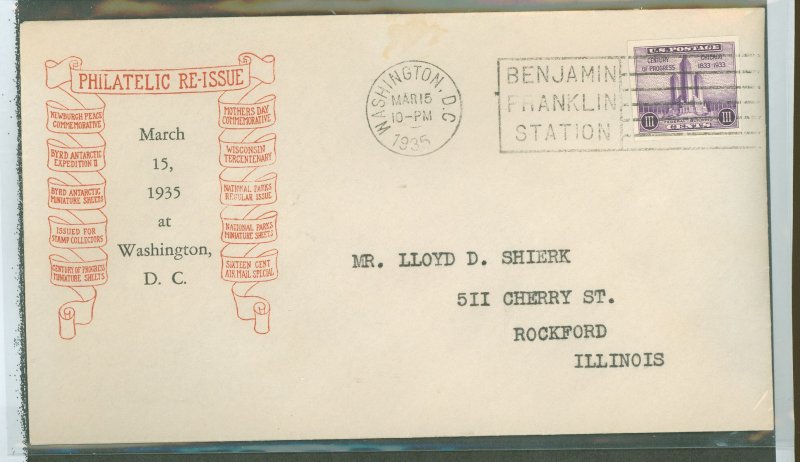 PHILATELIC RE-ISSUE
NEWBURGH PEACE
COMMEMORATIVE
BYRD ANTARCTIC
EXPEDITION II
BYRD ANTARCTIC
MINIATURE SHEETS
ISSUED FOR
STAMP COLLECTORS
CENTURY OF PROGRESS
MINIATURE SHEETS
March
15,
1935
at
Washington,
D. C.
MOTHERS DAY
COMMEMORATIVE
WISCONSIN
TERCENTENARY
NATIONAL PARKS
REGULAR ISSUE
NATIONAL PARKS
MINIATURE SHEETS
SIXTEEN CENT
AIR MAIL SPECIAL
WASHINGTON, D.C.
MAR 15
10-PM
1935
BENJAMIN
FRANKLIN
STATION
U.S. POSTAGE
CENTURY CHICAGO
OF PROGRESS 1833-1933
III III
CENTS
MR. LLOYD D. SHIERK
511 CHERRY ST.
ROCKFORD
ILLINOIS